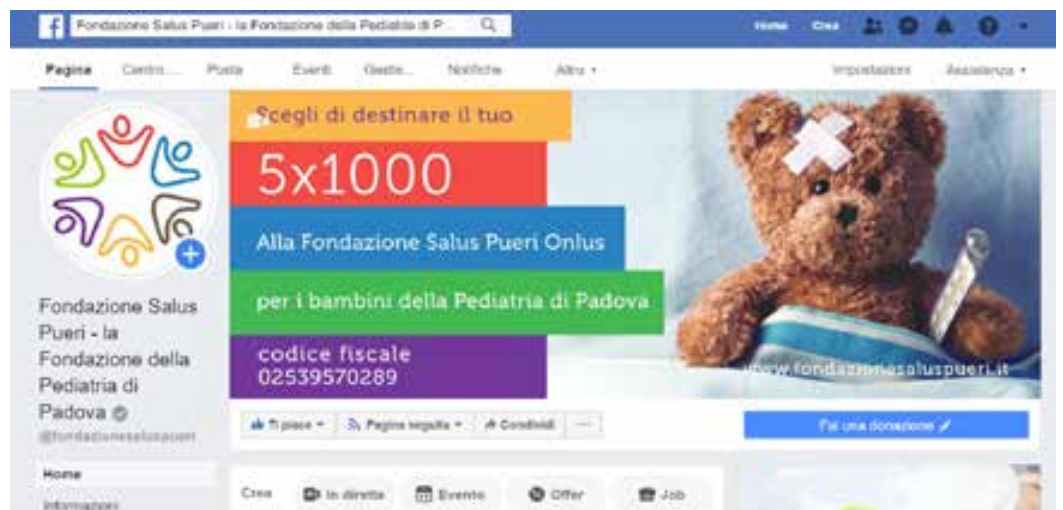 Fondazione Salus Pueri - la Fondazione della Pediatria di P...
Home Crea
Pagina Centro... Posta Eventi Gesti... Notifiche Altro Impostazioni Assistenza
Scegli di destinare il tuo
5x1000
Alla Fondazione Salus Pueri Onlus
per i bambini della Pediatria di Padova
codice fiscale
02539570289
www.fondazionesaluspueri.it
Fondazione Salus
Pueri - la
Fondazione della
Pediatria di
Padova
@fondazionesaluspueri
Ti piace Pagina seguita Condividi ...
Fai una donazione
Home
Informazioni
Crea In diretta Evento Offer Job